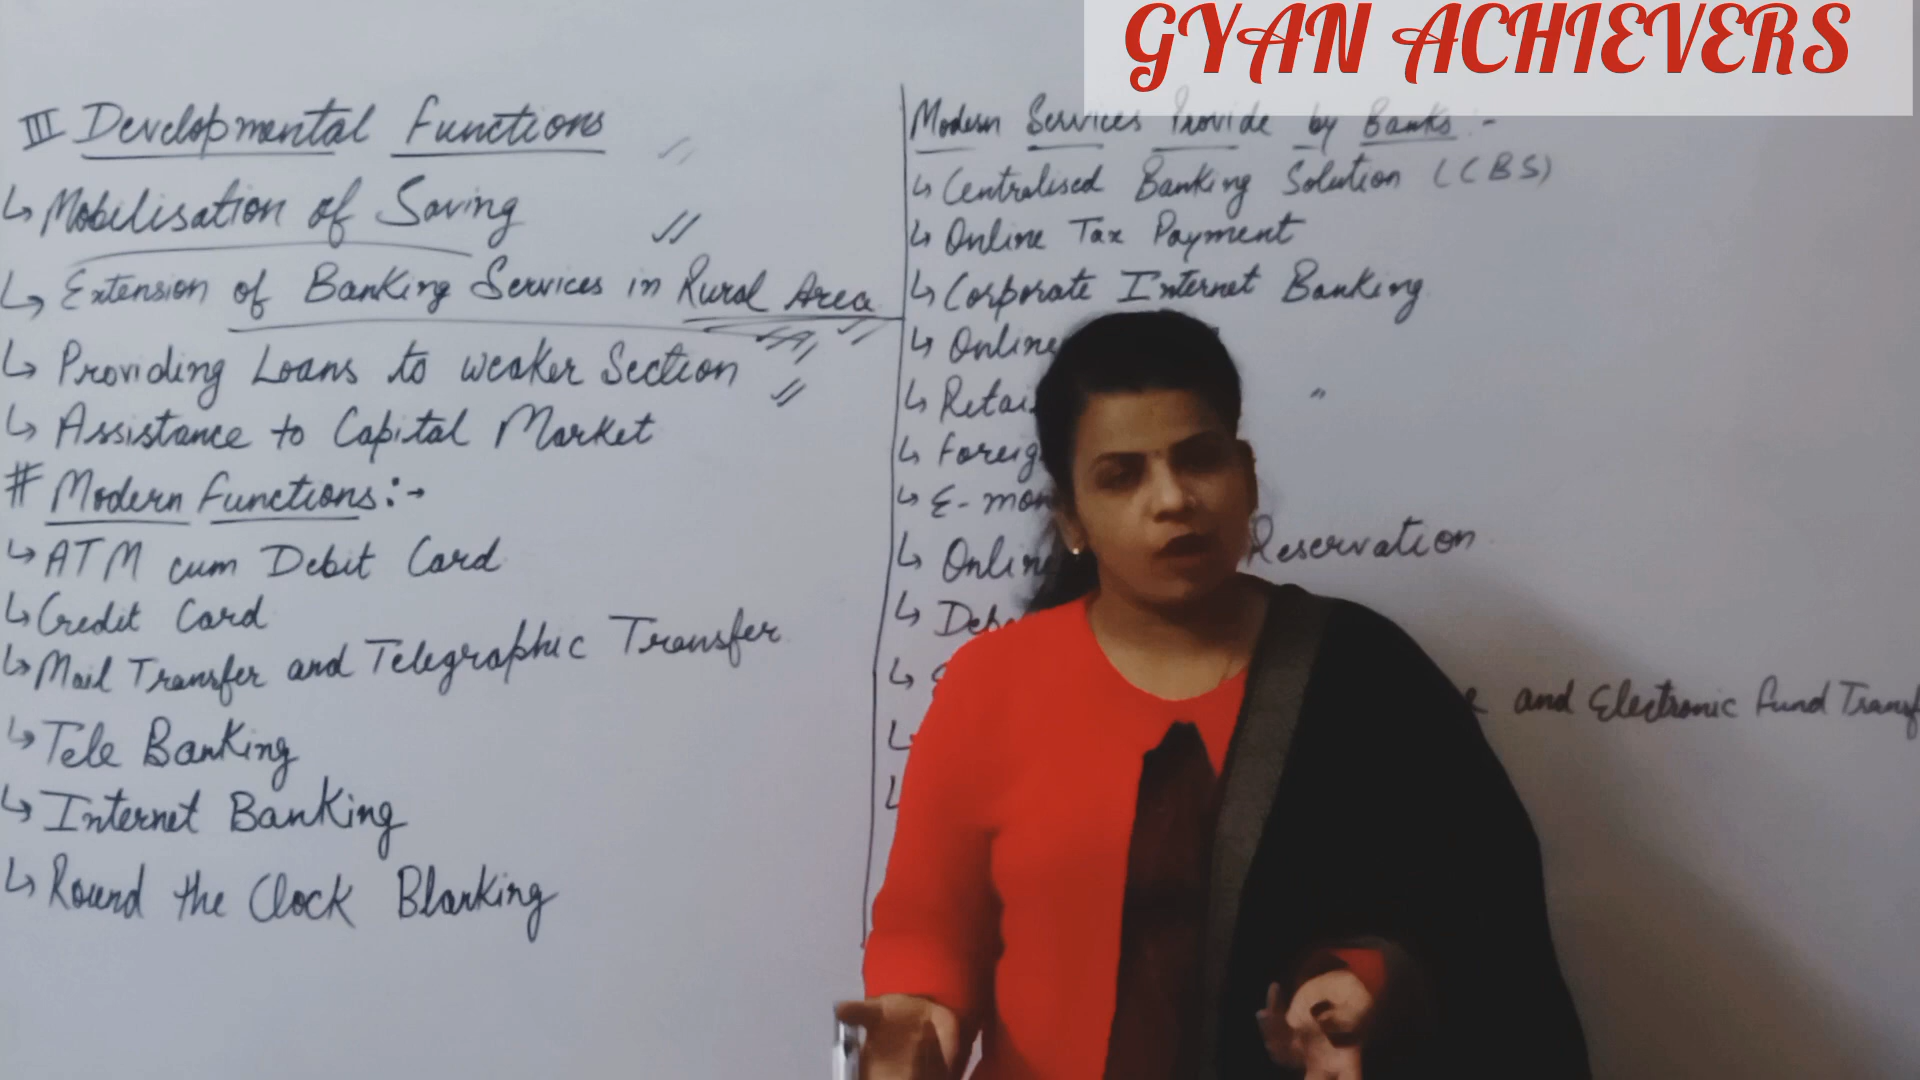 GYAN ACHIEVERS
III Developmental Functions
↳ Mobilisation of Saving
↳ Extension of Banking Services in Rural Area
↳ Providing Loans to weaker Section
↳ Assistance to Capital Market
# Modern Functions:-
↳ ATM cum Debit Card
↳ Credit Card
↳ Mail Transfer and Telegraphic Transfer
↳ Tele Banking
↳ Internet Banking
↳ Round the Clock Blanking
Modern Services Provide by Banks :-
↳ Centralised Banking Solution (CBS)
↳ Online Tax Payment
↳ Corporate Internet Banking
↳ Online
↳ Retai
↳ Foreig
↳ E-mon
↳ Online Reservation
↳ and Electronic Fund Transf